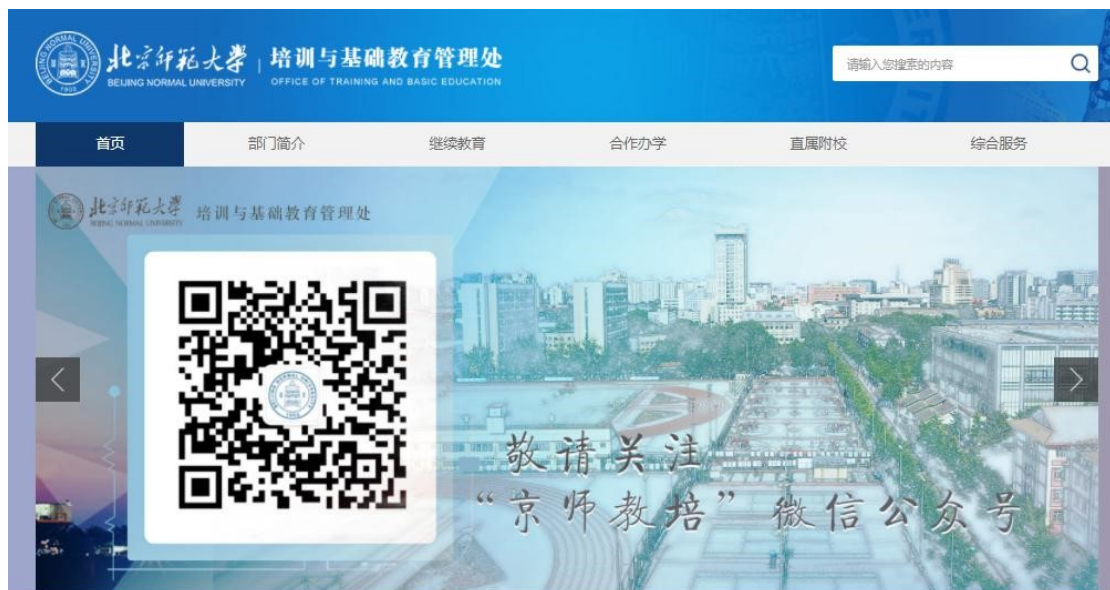 北京师范大学 培训与基础教育管理处
BEIJING NORMAL UNIVERSITY OFFICE OF TRAINING AND BASIC EDUCATION
请输入您搜索的内容
首页 部门简介 继续教育 合作办学 直属附校 综合服务
北京师范大学 培训与基础教育管理处
BEIJING NORMAL UNIVERSITY
敬请关注
“京师教培”微信公众号